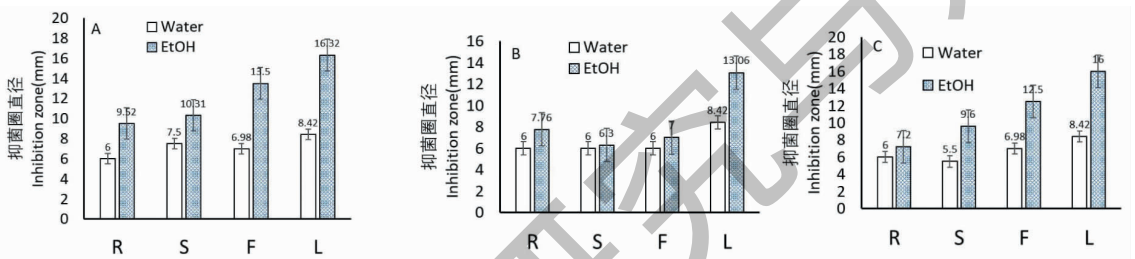 A
Water
EtOH
抑菌圈直径
Inhibition zone(mm)
20
18
16
14
12
10
8
6
4
2
0
6
9.52
7.5
10.31
6.98
13.5
8.42
16.32
R S F L
B
Water
EtOH
抑菌圈直径
Inhibition zone(mm)
16
14
12
10
8
6
4
2
0
6
7.76
6
6.3
6
7
8.42
13.06
R S F L
C
Water
EtOH
抑菌圈直径
Inhibition zone(mm)
20
18
16
14
12
10
8
6
4
2
0
6
7.2
5.5
9.6
6.98
12.5
8.42
16
R S F L
究